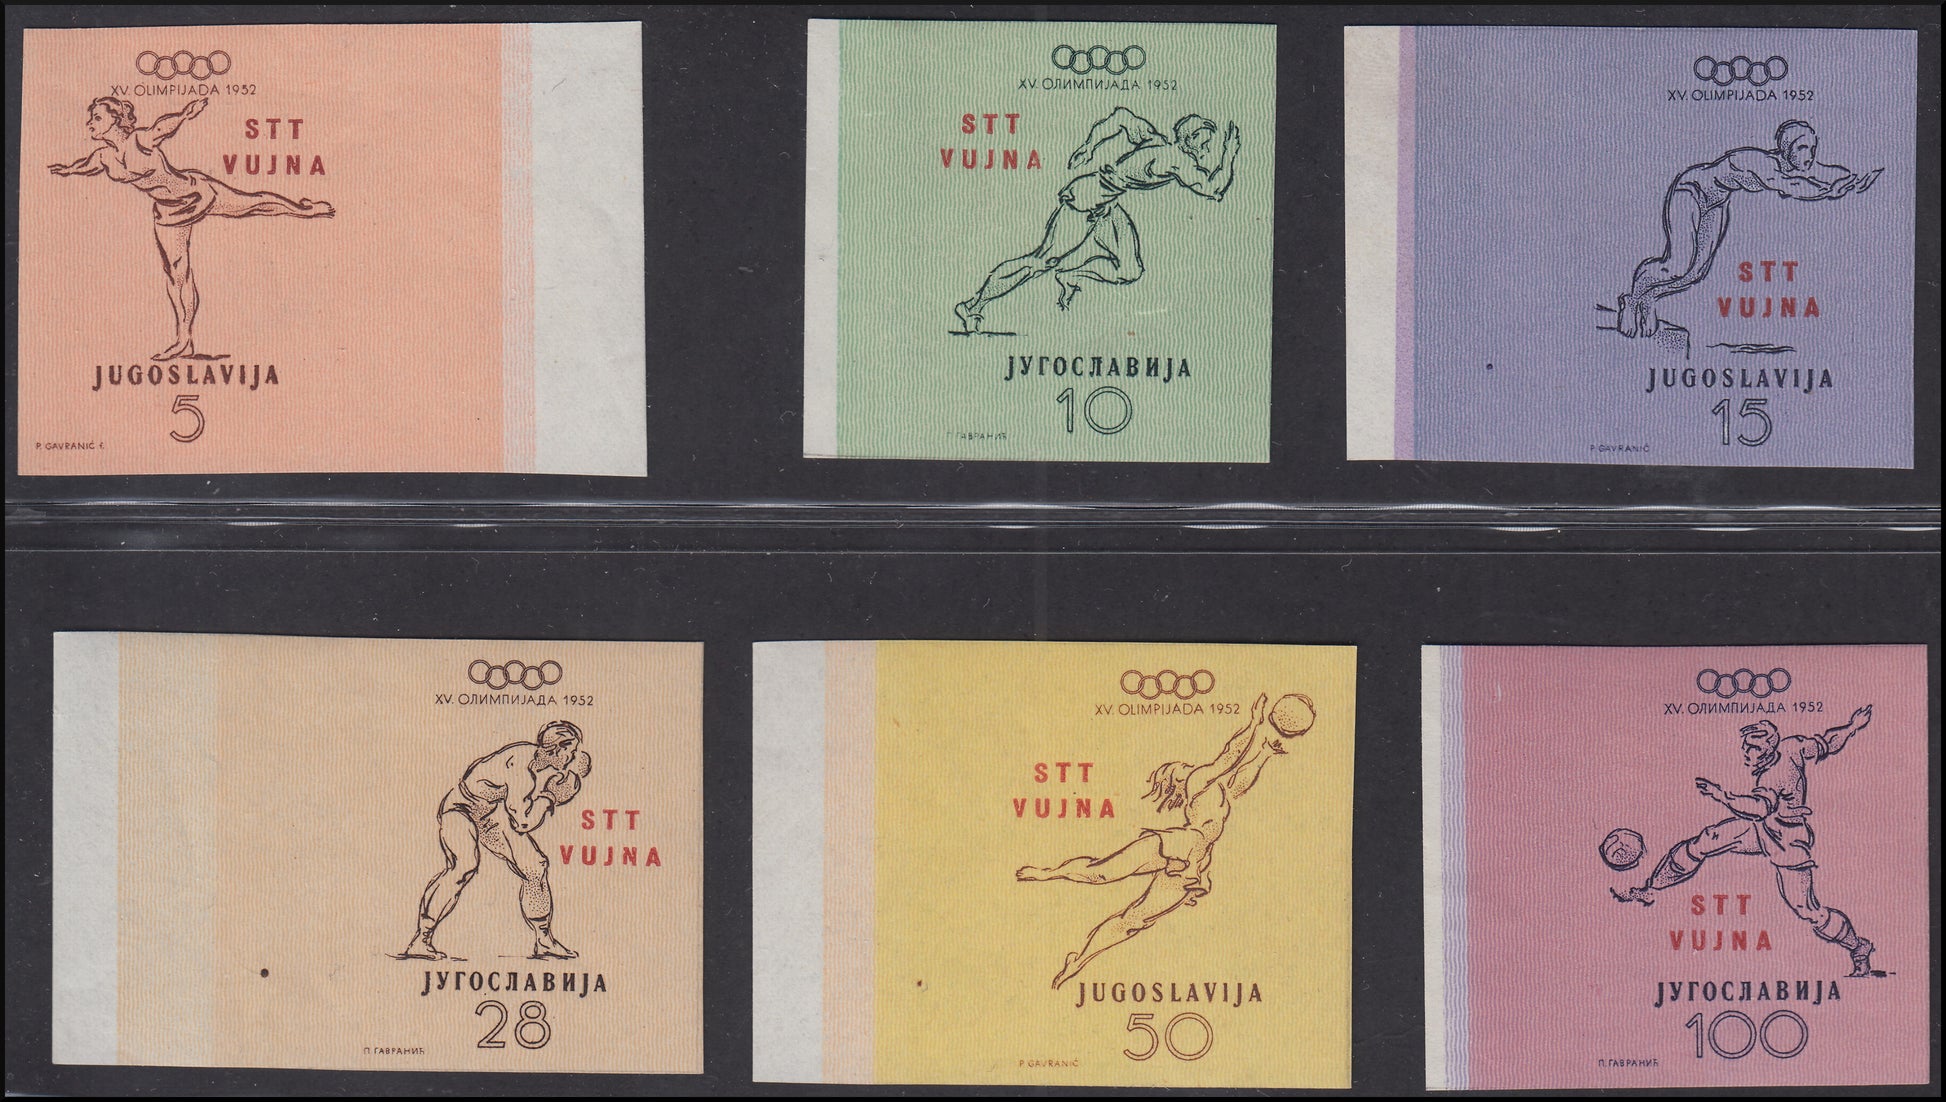 XV. OLIMPIJADA 1952
STT
VUJNA
JUGOSLAVIJA
5
P. GAVRANIĆ f.
XV. ОЛИМПИЈАДА 1952
STT
VUJNA
ЈУГОСЛАВИЈА
10
П. ГАВРАНИЋ
XV. OLIMPIJADA 1952
STT
VUJNA
JUGOSLAVIJA
15
P. GAVRANIĆ
XV. ОЛИМПИЈАДА 1952
STT
VUJNA
ЈУГОСЛАВИЈА
28
П. ГАВРАНИЋ
XV. OLIMPIJADA 1952
STT
VUJNA
JUGOSLAVIJA
50
P. GAVRANIĆ
XV. ОЛИМПИЈАДА 1952
STT
VUJNA
ЈУГОСЛАВИЈА
100
П. ГАВРАНИЋ